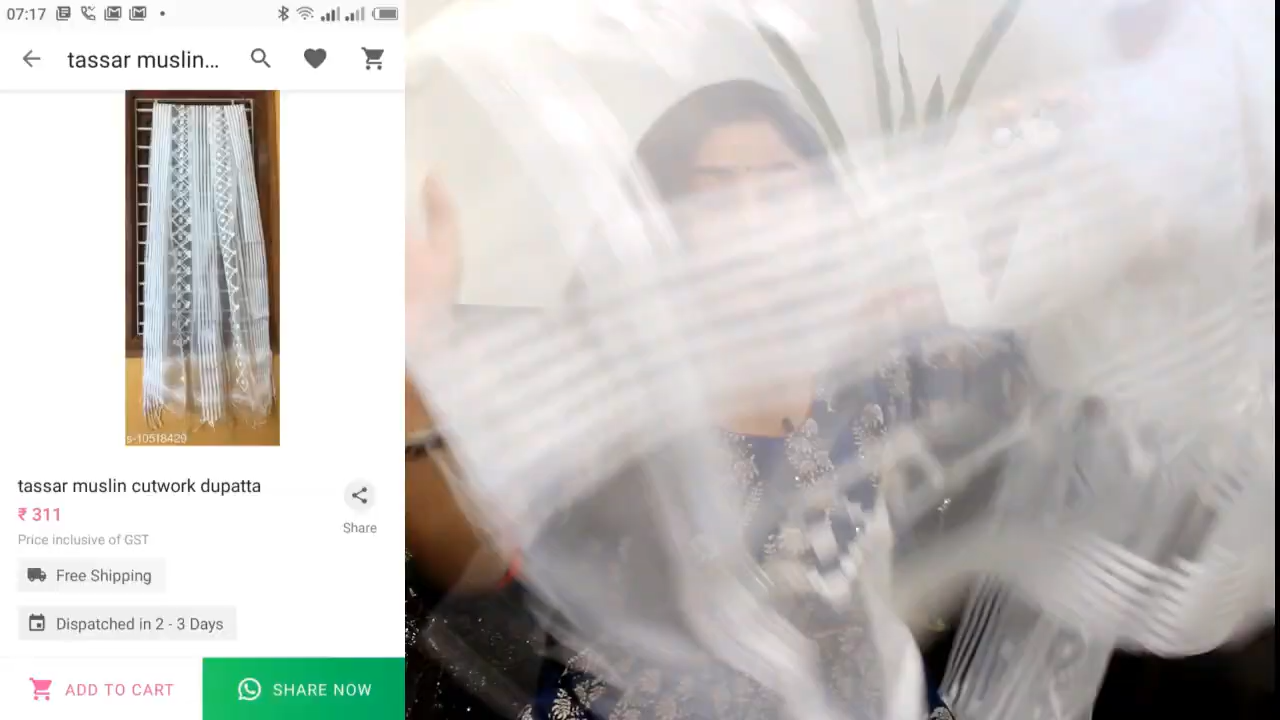 07:17
tassar muslin...
s-10518429
tassar muslin cutwork dupatta
₹ 311
Share
Price inclusive of GST
Free Shipping
Dispatched in 2 - 3 Days
ADD TO CART
SHARE NOW